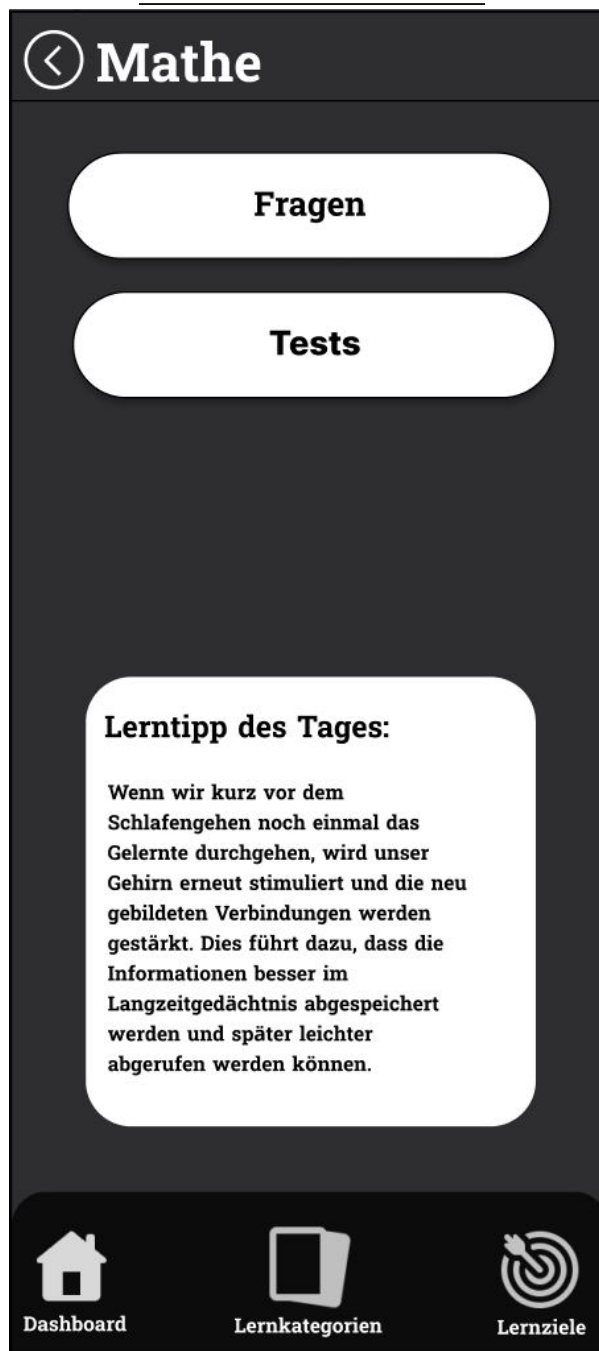 Mathe
Fragen
Tests
Lerntipp des Tages:
Wenn wir kurz vor dem
Schlafengehen noch einmal das
Gelernte durchgehen, wird unser
Gehirn erneut stimuliert und die neu
gebildeten Verbindungen werden
gestärkt. Dies führt dazu, dass die
Informationen besser im
Langzeitgedächtnis abgespeichert
werden und später leichter
abgerufen werden können.
Dashboard
Lernkategorien
Lernziele